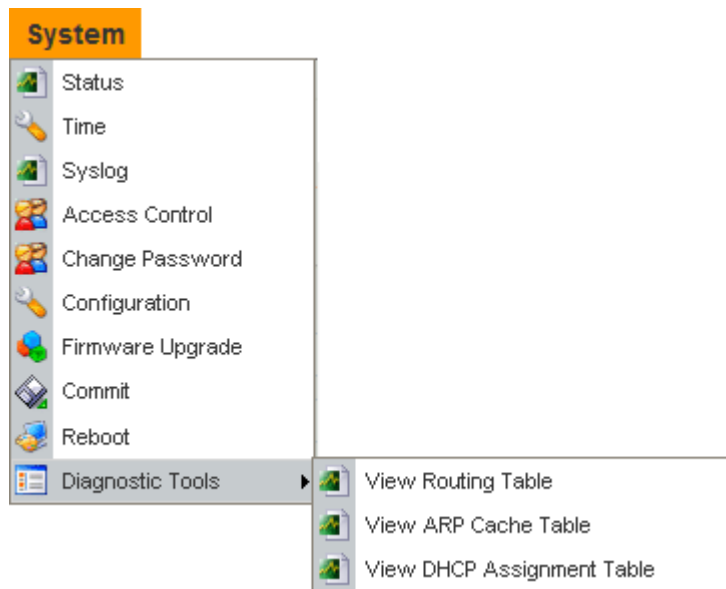 System
Status
Time
Syslog
Access Control
Change Password
Configuration
Firmware Upgrade
Commit
Reboot
Diagnostic Tools
View Routing Table
View ARP Cache Table
View DHCP Assignment Table